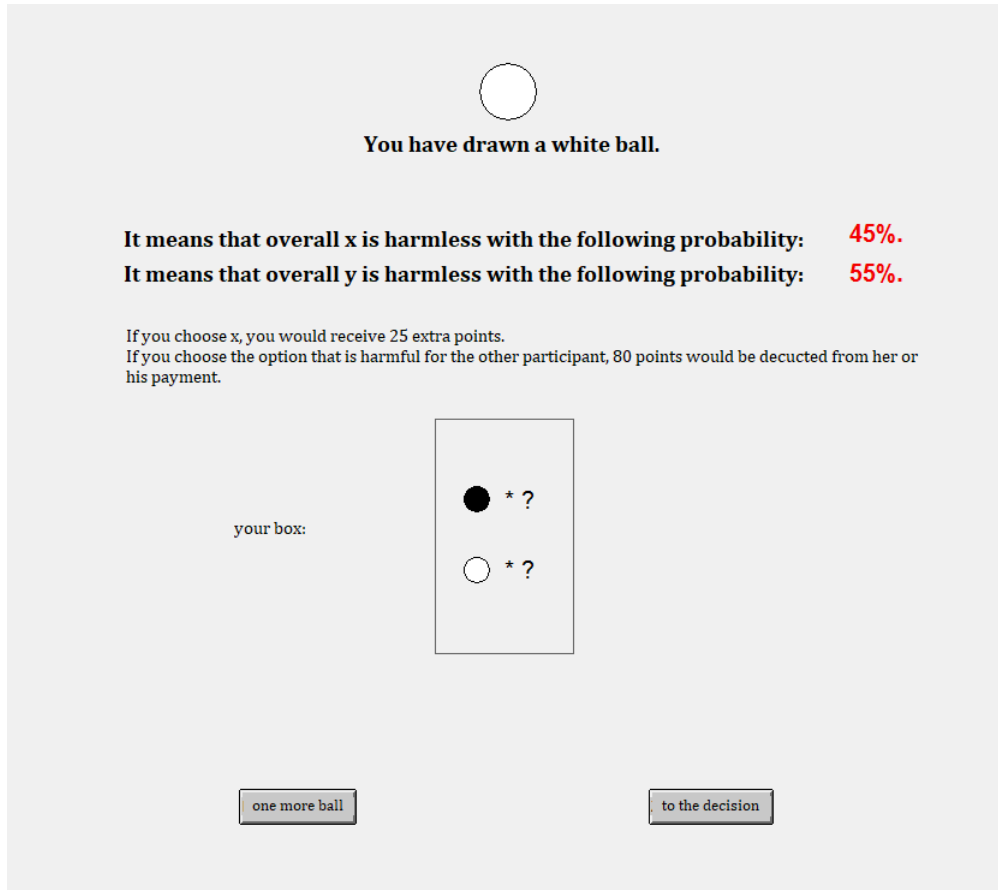 You have drawn a white ball.
It means that overall x is harmless with the following probability: 45%.
It means that overall y is harmless with the following probability: 55%.
If you choose x, you would receive 25 extra points.
If you choose the option that is harmful for the other participant, 80 points would be decucted from her or
his payment.
* ?
your box:
* ?
one more ball
to the decision